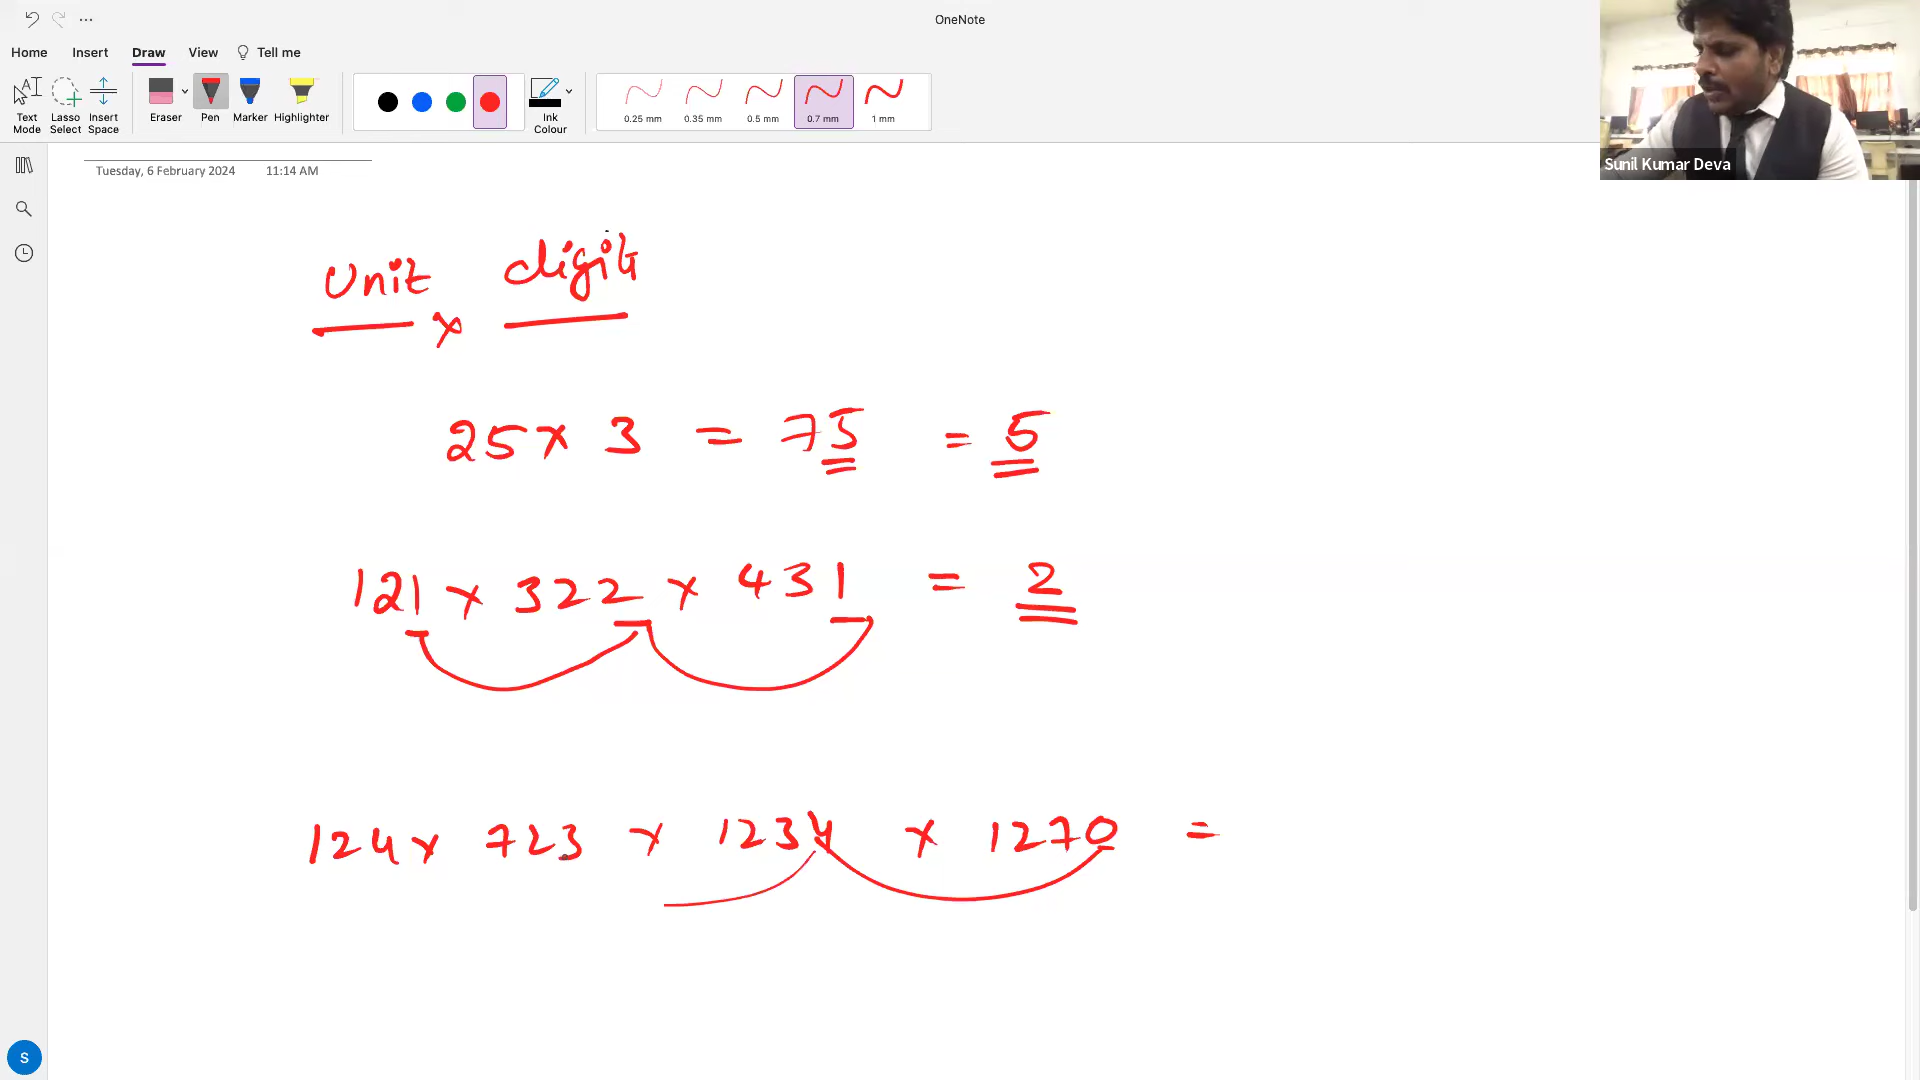 OneNote
Home Insert Draw View Tell me
Text Mode Lasso Select Insert Space Eraser Pen Marker Highlighter Ink Colour 0.25 mm 0.35 mm 0.5 mm 0.7 mm 1 mm
Sunil Kumar Deva
Tuesday, 6 February 2024 11:14 AM
Unit digit
x
25 x 3 = 75 = 5
121 x 322 x 431 = 2
124 x 723 x 1234 x 1270 =
S